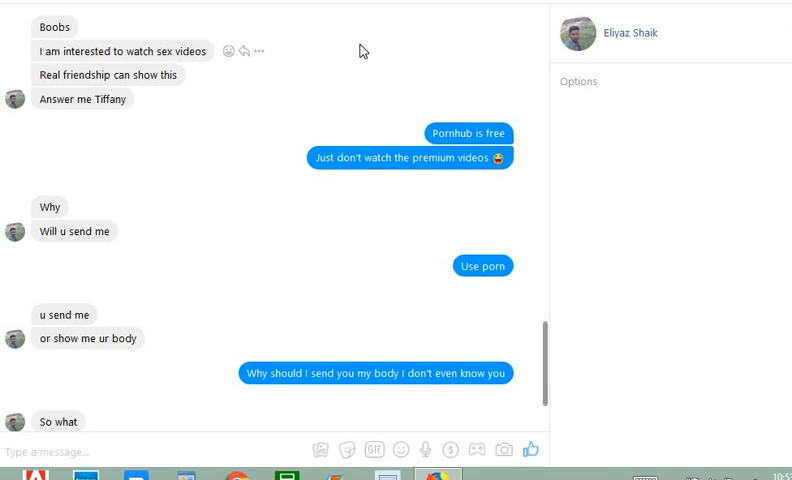 Boobs
I am interested to watch sex videos
Real friendship can show this
Answer me Tiffany
Eliyaz Shaik
Options
Pornhub is free
Just don't watch the premium videos 😂
Why
Will u send me
Use porn
u send me
or show me ur body
Why should I send you my body I don't even know you
So what
Type a message...
GIF